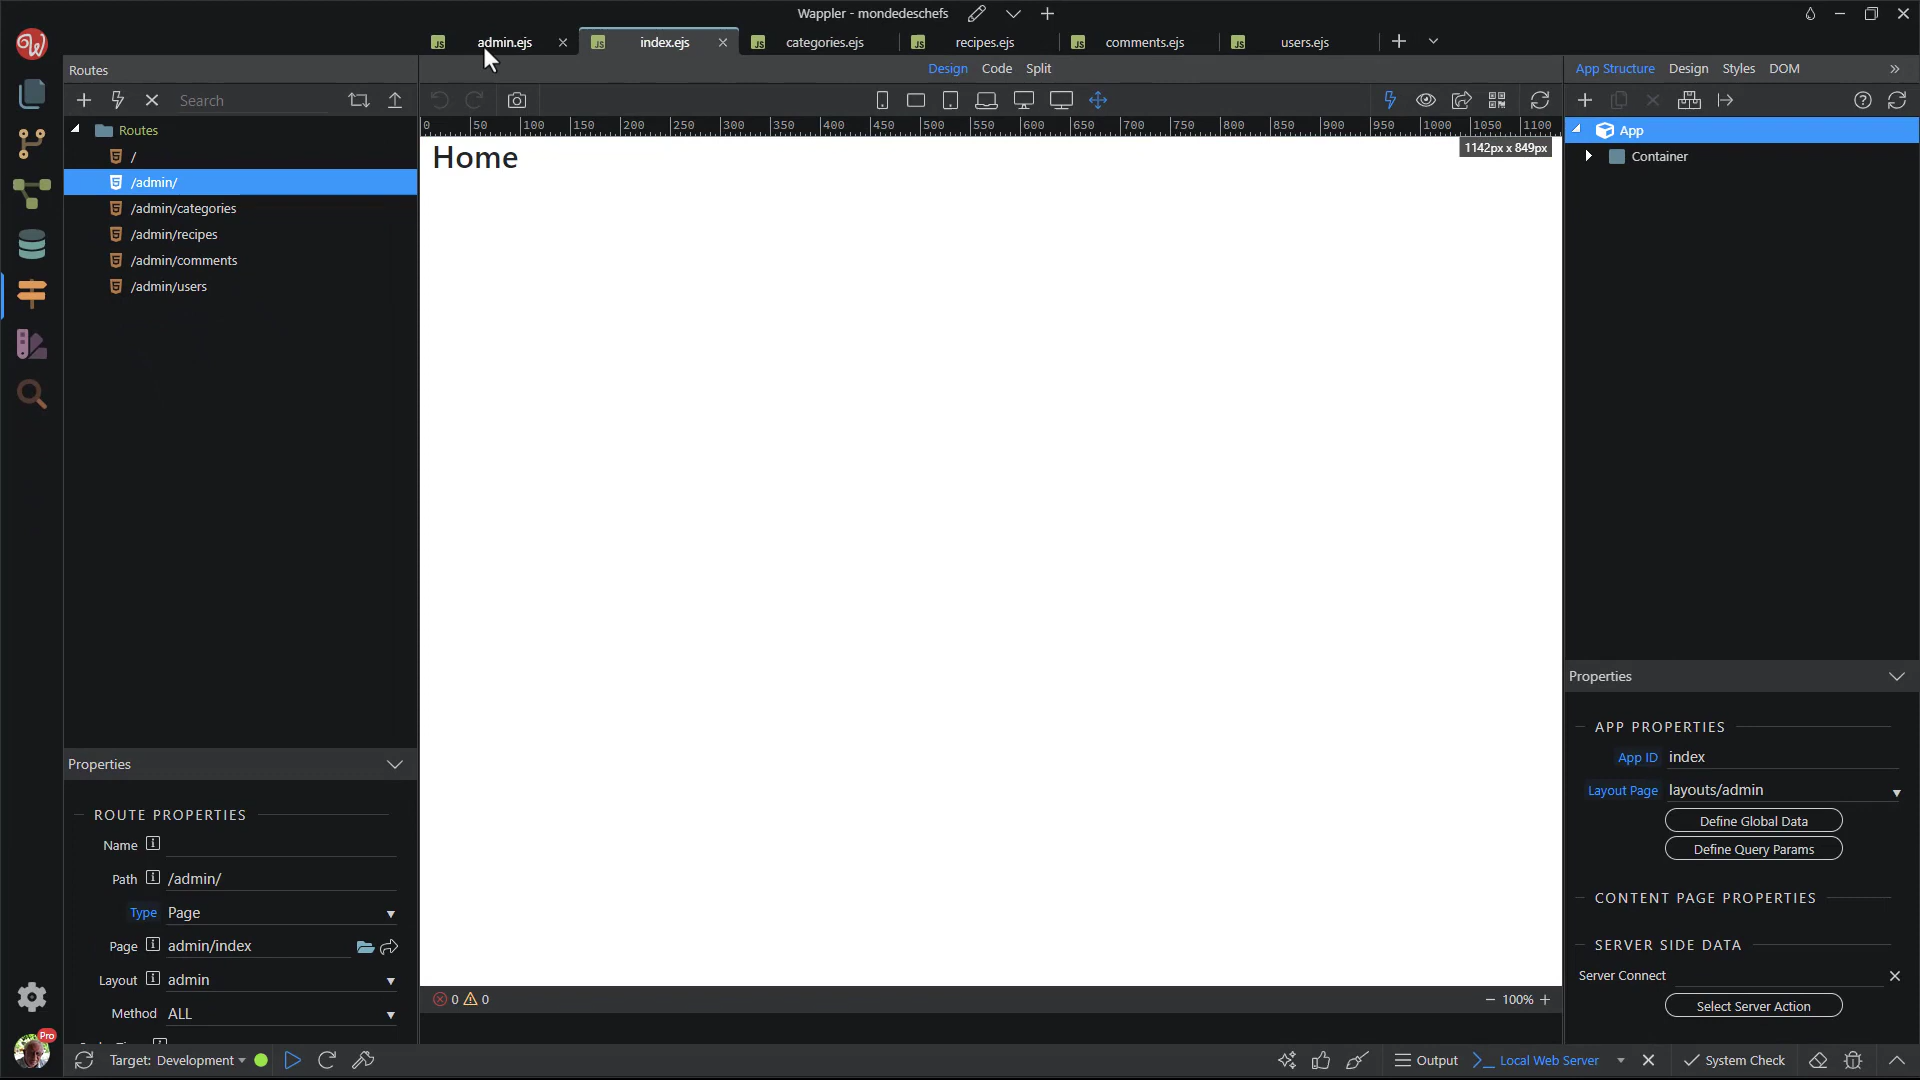 Wappler - mondedeschefs
admin.ejs
index.ejs
categories.ejs
recipes.ejs
comments.ejs
users.ejs
Routes
Design Code Split
App Structure Design Styles DOM
Search
0 50 100 150 200 250 300 350 400 450 500 550 600 650 700 750 800 850 900 950 1000 1050 1100
1142px x 849px
Routes
/
/admin/
/admin/categories
/admin/recipes
/admin/comments
/admin/users
Home
App
Container
Properties
ROUTE PROPERTIES
Name
Path /admin/
Type Page
Page admin/index
Layout admin
Method ALL
Properties
APP PROPERTIES
App ID index
Layout Page layouts/admin
Define Global Data
Define Query Params
CONTENT PAGE PROPERTIES
SERVER SIDE DATA
Server Connect
Select Server Action
0 0
100%
Pro
Target: Development
Output
Local Web Server
System Check